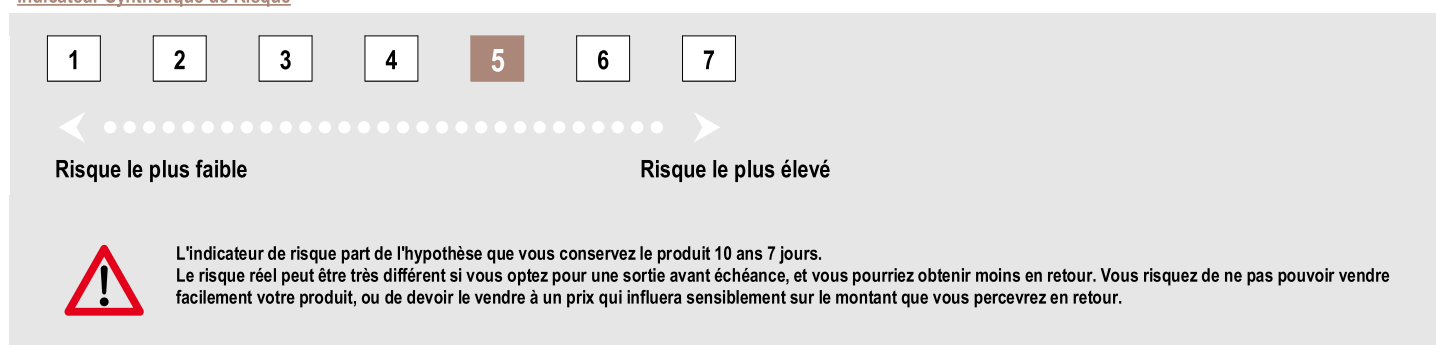 Indicateur Synthétique de Risque
1 2 3 4 5 6 7
Risque le plus faible Risque le plus élevé
L'indicateur de risque part de l'hypothèse que vous conservez le produit 10 ans 7 jours.
Le risque réel peut être très différent si vous optez pour une sortie avant échéance, et vous pourriez obtenir moins en retour. Vous risquez de ne pas pouvoir vendre
facilement votre produit, ou de devoir le vendre à un prix qui influera sensiblement sur le montant que vous percevrez en retour.